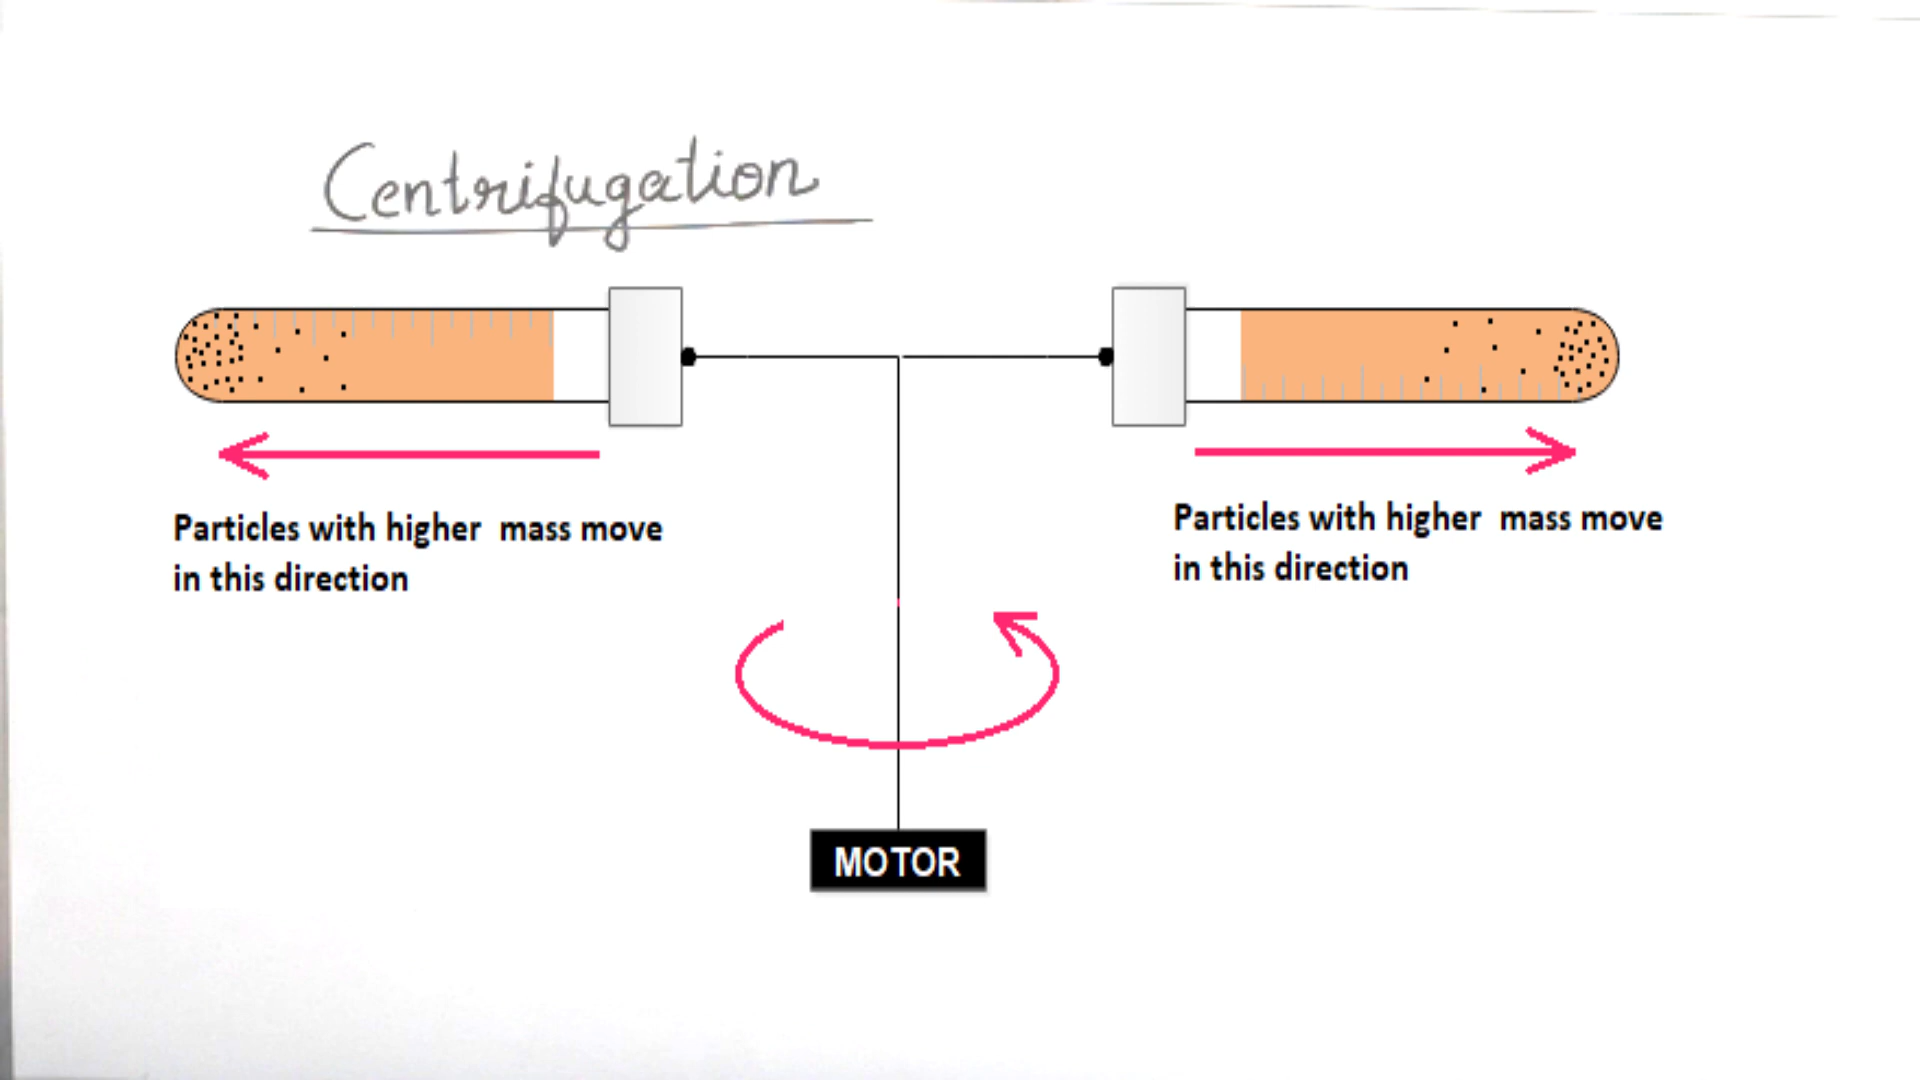 Centrifugation
Particles with higher mass move
in this direction
Particles with higher mass move
in this direction
MOTOR